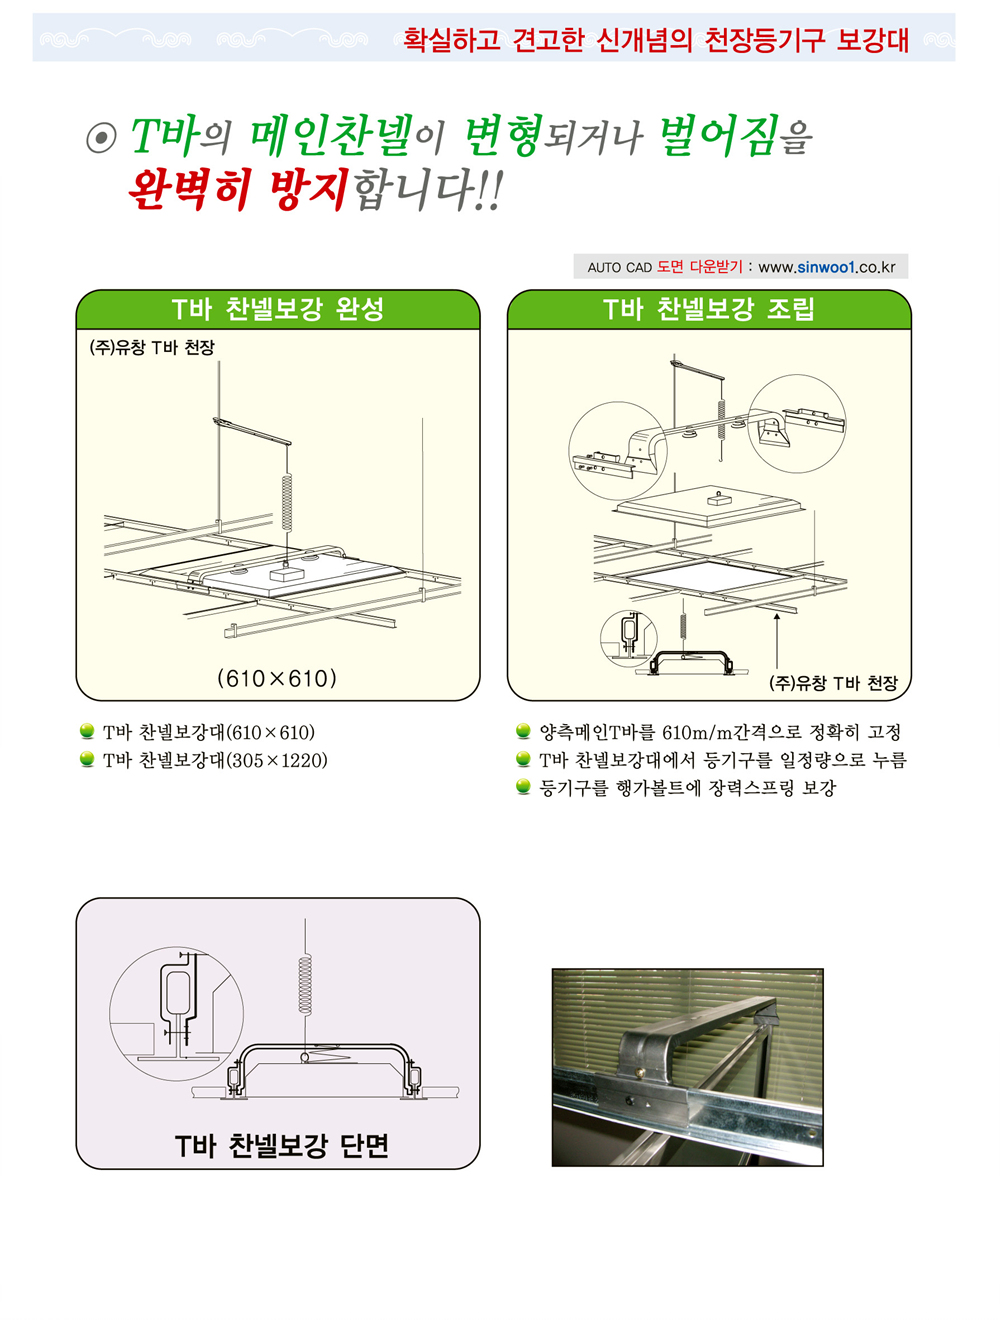 확실하고 견고한 신개념의 천장등기구 보강대
T바의 메인찬넬이 변형되거나 벌어짐을
완벽히 방지합니다!!
AUTO CAD 도면 다운받기 : www.sinwoo1.co.kr
T바 찬넬보강 완성
(주)유창 T바 천장
(610×610)
T바 찬넬보강대(610×610)
T바 찬넬보강대(305×1220)
T바 찬넬보강 조립
(주)유창 T바 천장
양측메인T바를 610m/m간격으로 정확히 고정
T바 찬넬보강대에서 등기구를 일정량으로 누름
등기구를 행가볼트에 장력스프링 보강
T바 찬넬보강 단면